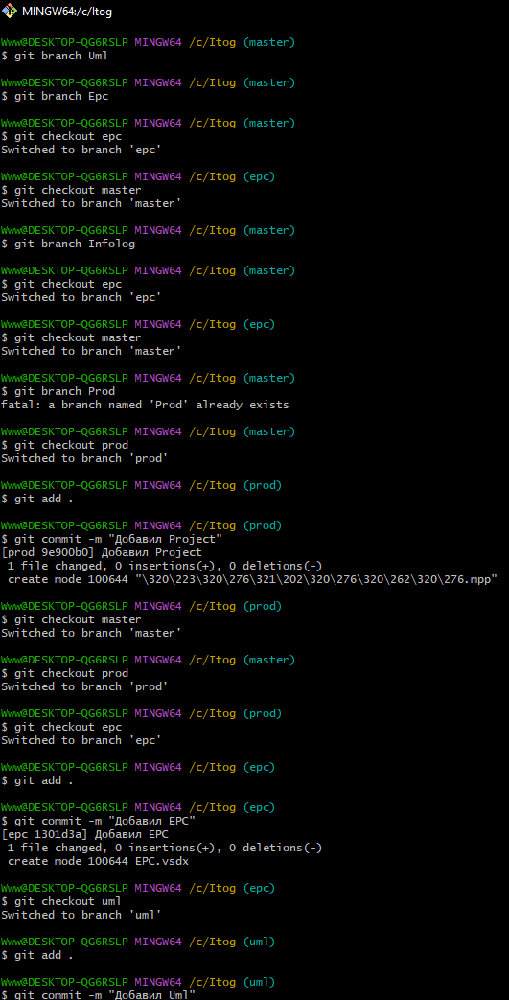 MINGW64:/c/Itog
Www@DESKTOP-QG6RSLP MINGW64 /c/Itog (master)
$ git branch Uml
Www@DESKTOP-QG6RSLP MINGW64 /c/Itog (master)
$ git branch Epc
Www@DESKTOP-QG6RSLP MINGW64 /c/Itog (master)
$ git checkout epc
Switched to branch 'epc'
Www@DESKTOP-QG6RSLP MINGW64 /c/Itog (epc)
$ git checkout master
Switched to branch 'master'
Www@DESKTOP-QG6RSLP MINGW64 /c/Itog (master)
$ git branch Infolog
Www@DESKTOP-QG6RSLP MINGW64 /c/Itog (master)
$ git checkout epc
Switched to branch 'epc'
Www@DESKTOP-QG6RSLP MINGW64 /c/Itog (epc)
$ git checkout master
Switched to branch 'master'
Www@DESKTOP-QG6RSLP MINGW64 /c/Itog (master)
$ git branch Prod
fatal: a branch named 'Prod' already exists
Www@DESKTOP-QG6RSLP MINGW64 /c/Itog (master)
$ git checkout prod
Switched to branch 'prod'
Www@DESKTOP-QG6RSLP MINGW64 /c/Itog (prod)
$ git add .
Www@DESKTOP-QG6RSLP MINGW64 /c/Itog (prod)
$ git commit -m "Добавил Project"
[prod 9e900b0] Добавил Project
1 file changed, 0 insertions(+), 0 deletions(-)
create mode 100644 "\320\223\320\276\321\202\320\276\320\262\320\276.mpp"
Www@DESKTOP-QG6RSLP MINGW64 /c/Itog (prod)
$ git checkout master
Switched to branch 'master'
Www@DESKTOP-QG6RSLP MINGW64 /c/Itog (master)
$ git checkout prod
Switched to branch 'prod'
Www@DESKTOP-QG6RSLP MINGW64 /c/Itog (prod)
$ git checkout epc
Switched to branch 'epc'
Www@DESKTOP-QG6RSLP MINGW64 /c/Itog (epc)
$ git add .
Www@DESKTOP-QG6RSLP MINGW64 /c/Itog (epc)
$ git commit -m "Добавил EPC"
[epc 1301d3a] Добавил EPC
1 file changed, 0 insertions(+), 0 deletions(-)
create mode 100644 EPC.vsdx
Www@DESKTOP-QG6RSLP MINGW64 /c/Itog (epc)
$ git checkout uml
Switched to branch 'uml'
Www@DESKTOP-QG6RSLP MINGW64 /c/Itog (uml)
$ git add .
Www@DESKTOP-QG6RSLP MINGW64 /c/Itog (uml)
$ git commit -m "Добавил Uml"